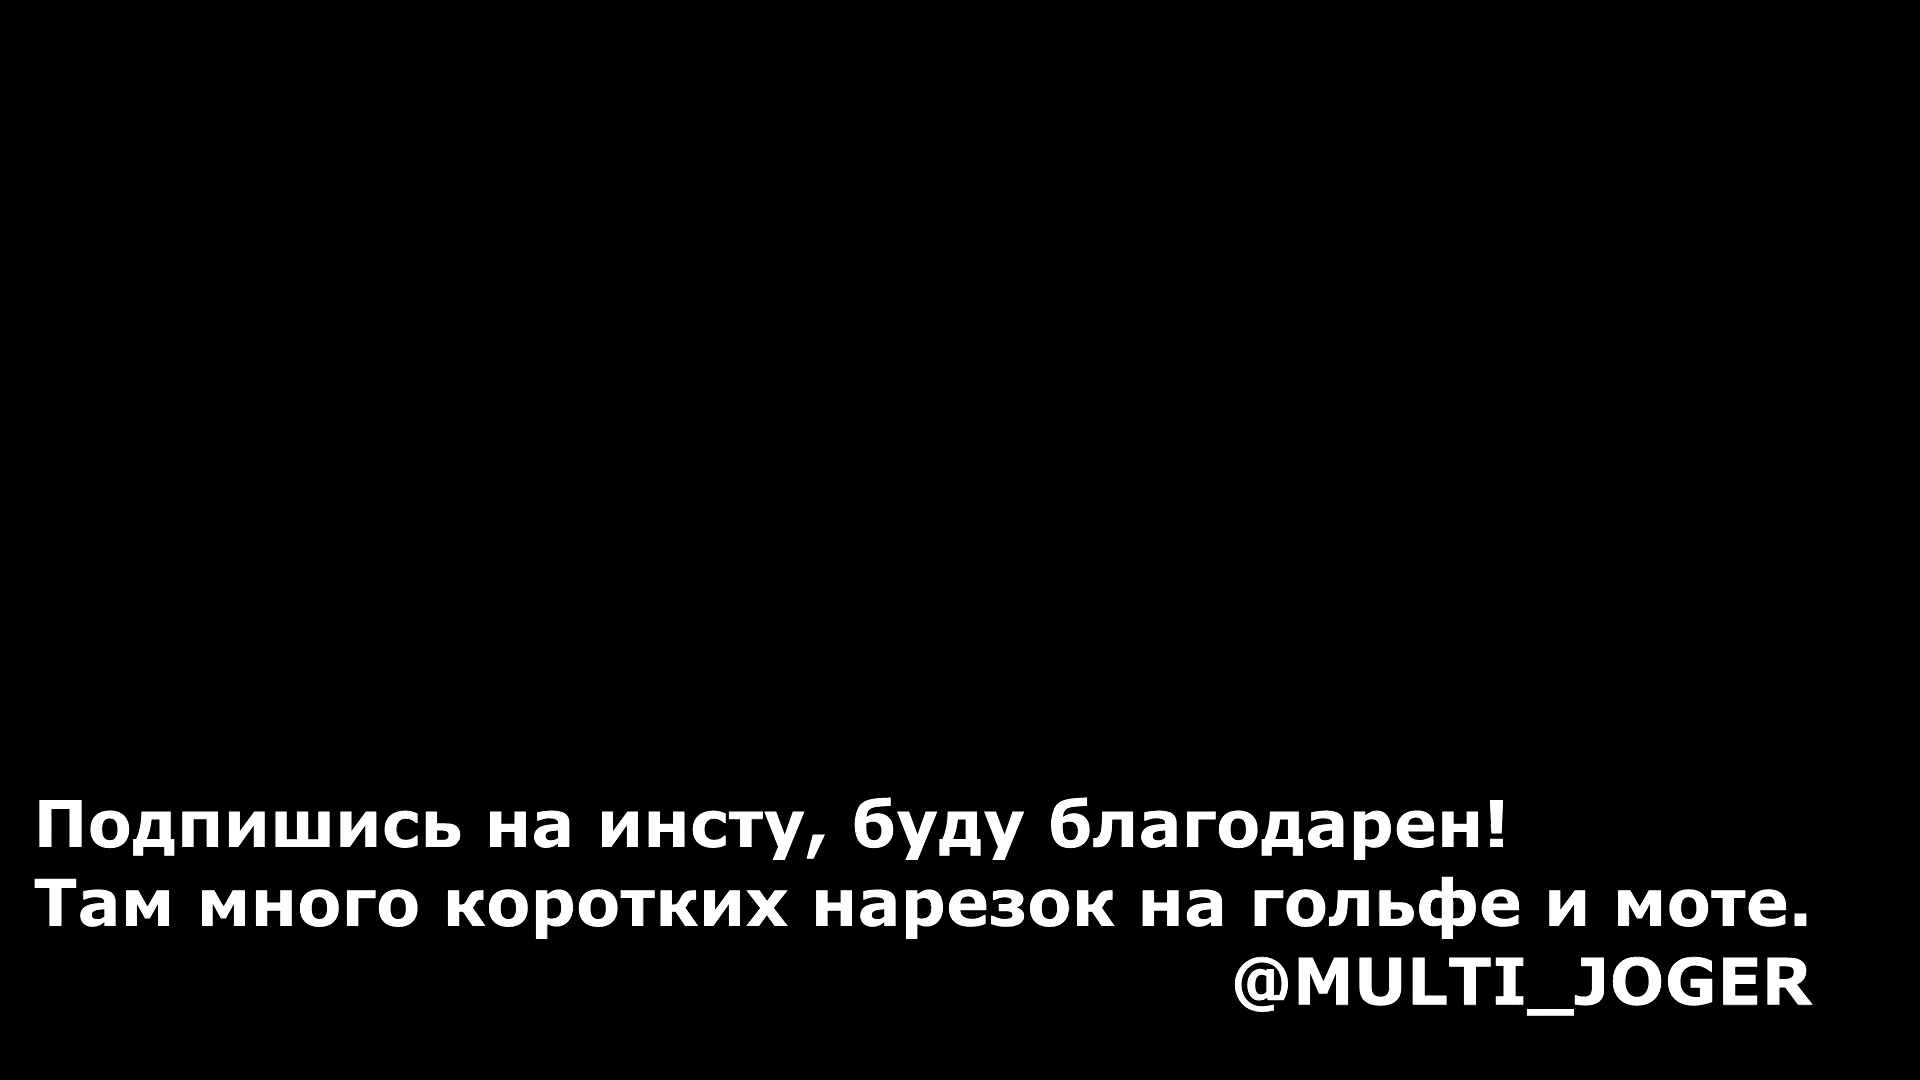 Подпишись на инсту, буду благодарен!
Там много коротких нарезок на гольфе и моте.
@MULTI_JOGER